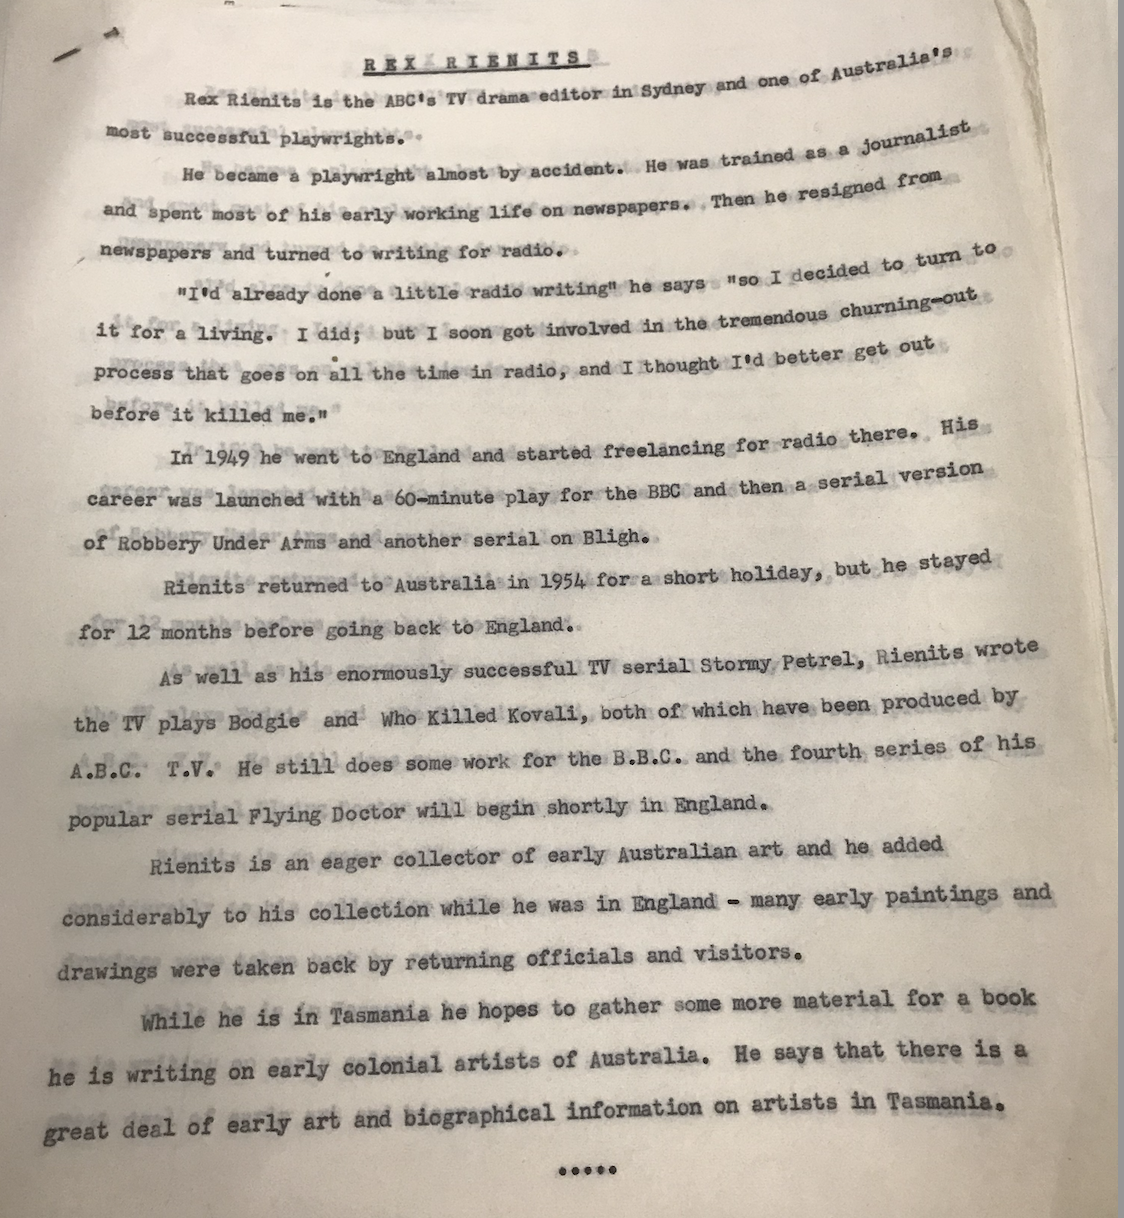 REX RIENITS
Rex Rienits is the ABC's TV drama editor in Sydney and one of Australia's
most successful playwrights.
He became a playwright almost by accident. He was trained as a journalist
and spent most of his early working life on newspapers. Then he resigned from
newspapers and turned to writing for radio.
"I'd already done a little radio writing" he says "so I decided to turn to
it for a living. I did; but I soon got involved in the tremendous churning-out
process that goes on all the time in radio, and I thought I'd better get out
before it killed me."
In 1949 he went to England and started freelancing for radio there. His
career was launched with a 60-minute play for the BBC and then a serial version
of Robbery Under Arms and another serial on Bligh.
Rienits returned to Australia in 1954 for a short holiday, but he stayed
for 12 months before going back to England.
As well as his enormously successful TV serial Stormy Petrel, Rienits wrote
the TV plays Bodgie and Who Killed Kovali, both of which have been produced by
A.B.C. T.V. He still does some work for the B.B.C. and the fourth series of his
popular serial Flying Doctor will begin shortly in England.
Rienits is an eager collector of early Australian art and he added
considerably to his collection while he was in England - many early paintings and
drawings were taken back by returning officials and visitors.
While he is in Tasmania he hopes to gather some more material for a book
he is writing on early colonial artists of Australia. He says that there is a
great deal of early art and biographical information on artists in Tasmania.
.....